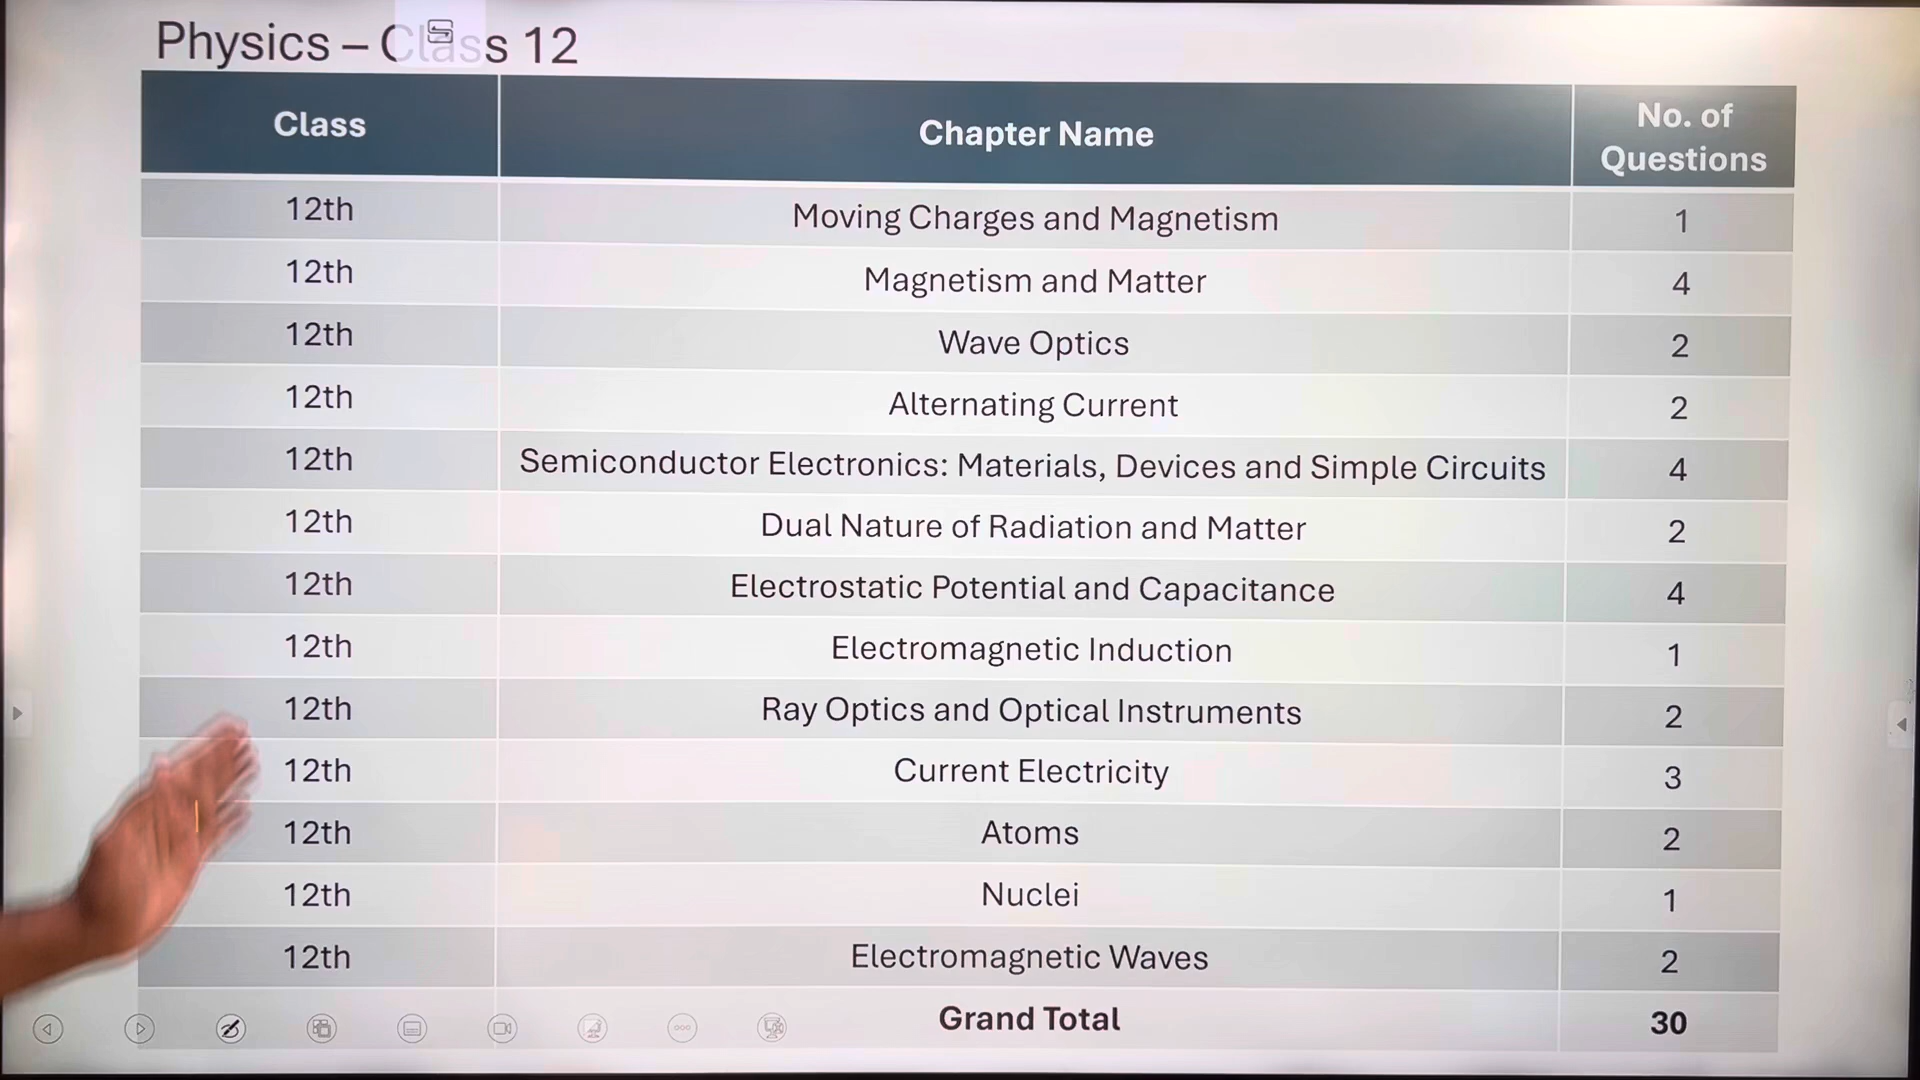 Physics – Class 12
Class Chapter Name No. of Questions
12th Moving Charges and Magnetism 1
12th Magnetism and Matter 4
12th Wave Optics 2
12th Alternating Current 2
12th Semiconductor Electronics: Materials, Devices and Simple Circuits 4
12th Dual Nature of Radiation and Matter 2
12th Electrostatic Potential and Capacitance 4
12th Electromagnetic Induction 1
12th Ray Optics and Optical Instruments 2
12th Current Electricity 3
12th Atoms 2
12th Nuclei 1
12th Electromagnetic Waves 2
Grand Total 30